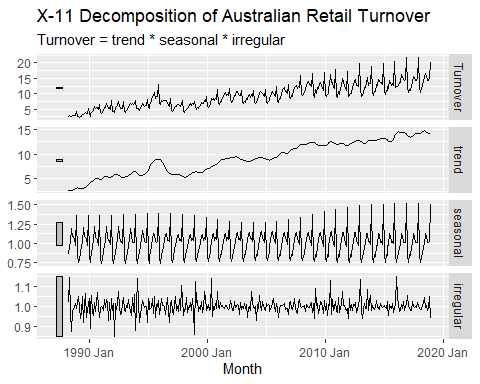 X-11 Decomposition of Australian Retail Turnover
Turnover = trend * seasonal * irregular
20
15
10
5
Turnover
15
10
5
trend
1.50
1.25
1.00
0.75
seasonal
1.1
1.0
0.9
irregular
1990 Jan
2000 Jan
2010 Jan
2020 Jan
Month